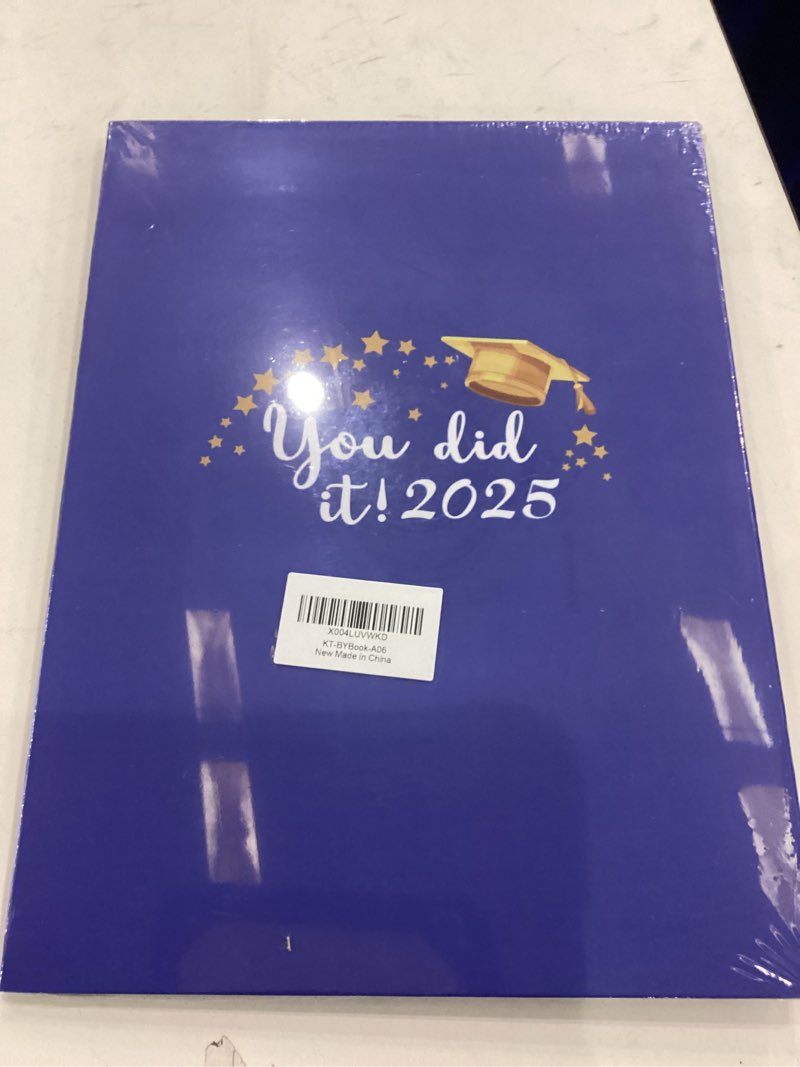 You did
it! 2025
X004LUVWKD
KT-BYBook-A06
New Made in China